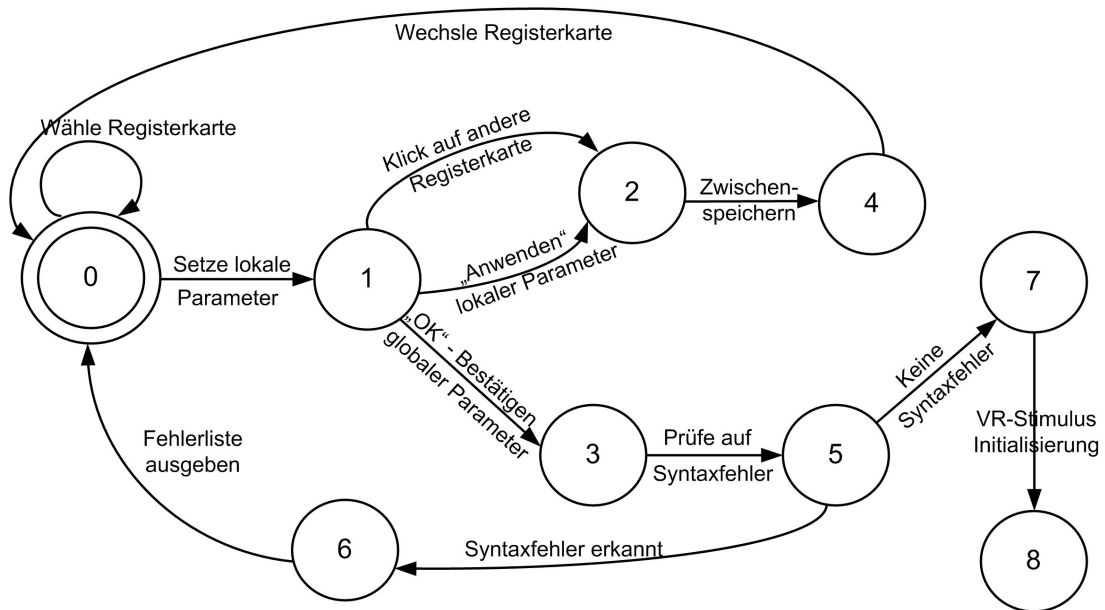 Wechsle Registerkarte
Wähle Registerkarte
Klick auf andere
Registerkarte
2
Zwischen-
speichern
4
0
Setze lokale
Parameter
1
„Anwenden“
lokaler Parameter
7
„OK“ - Bestätigen
globaler Parameter
Keine
Syntaxfehler
VR-Stimulus
Initialisierung
Fehlerliste
ausgeben
3
Prüfe auf
Syntaxfehler
5
6
Syntaxfehler erkannt
8